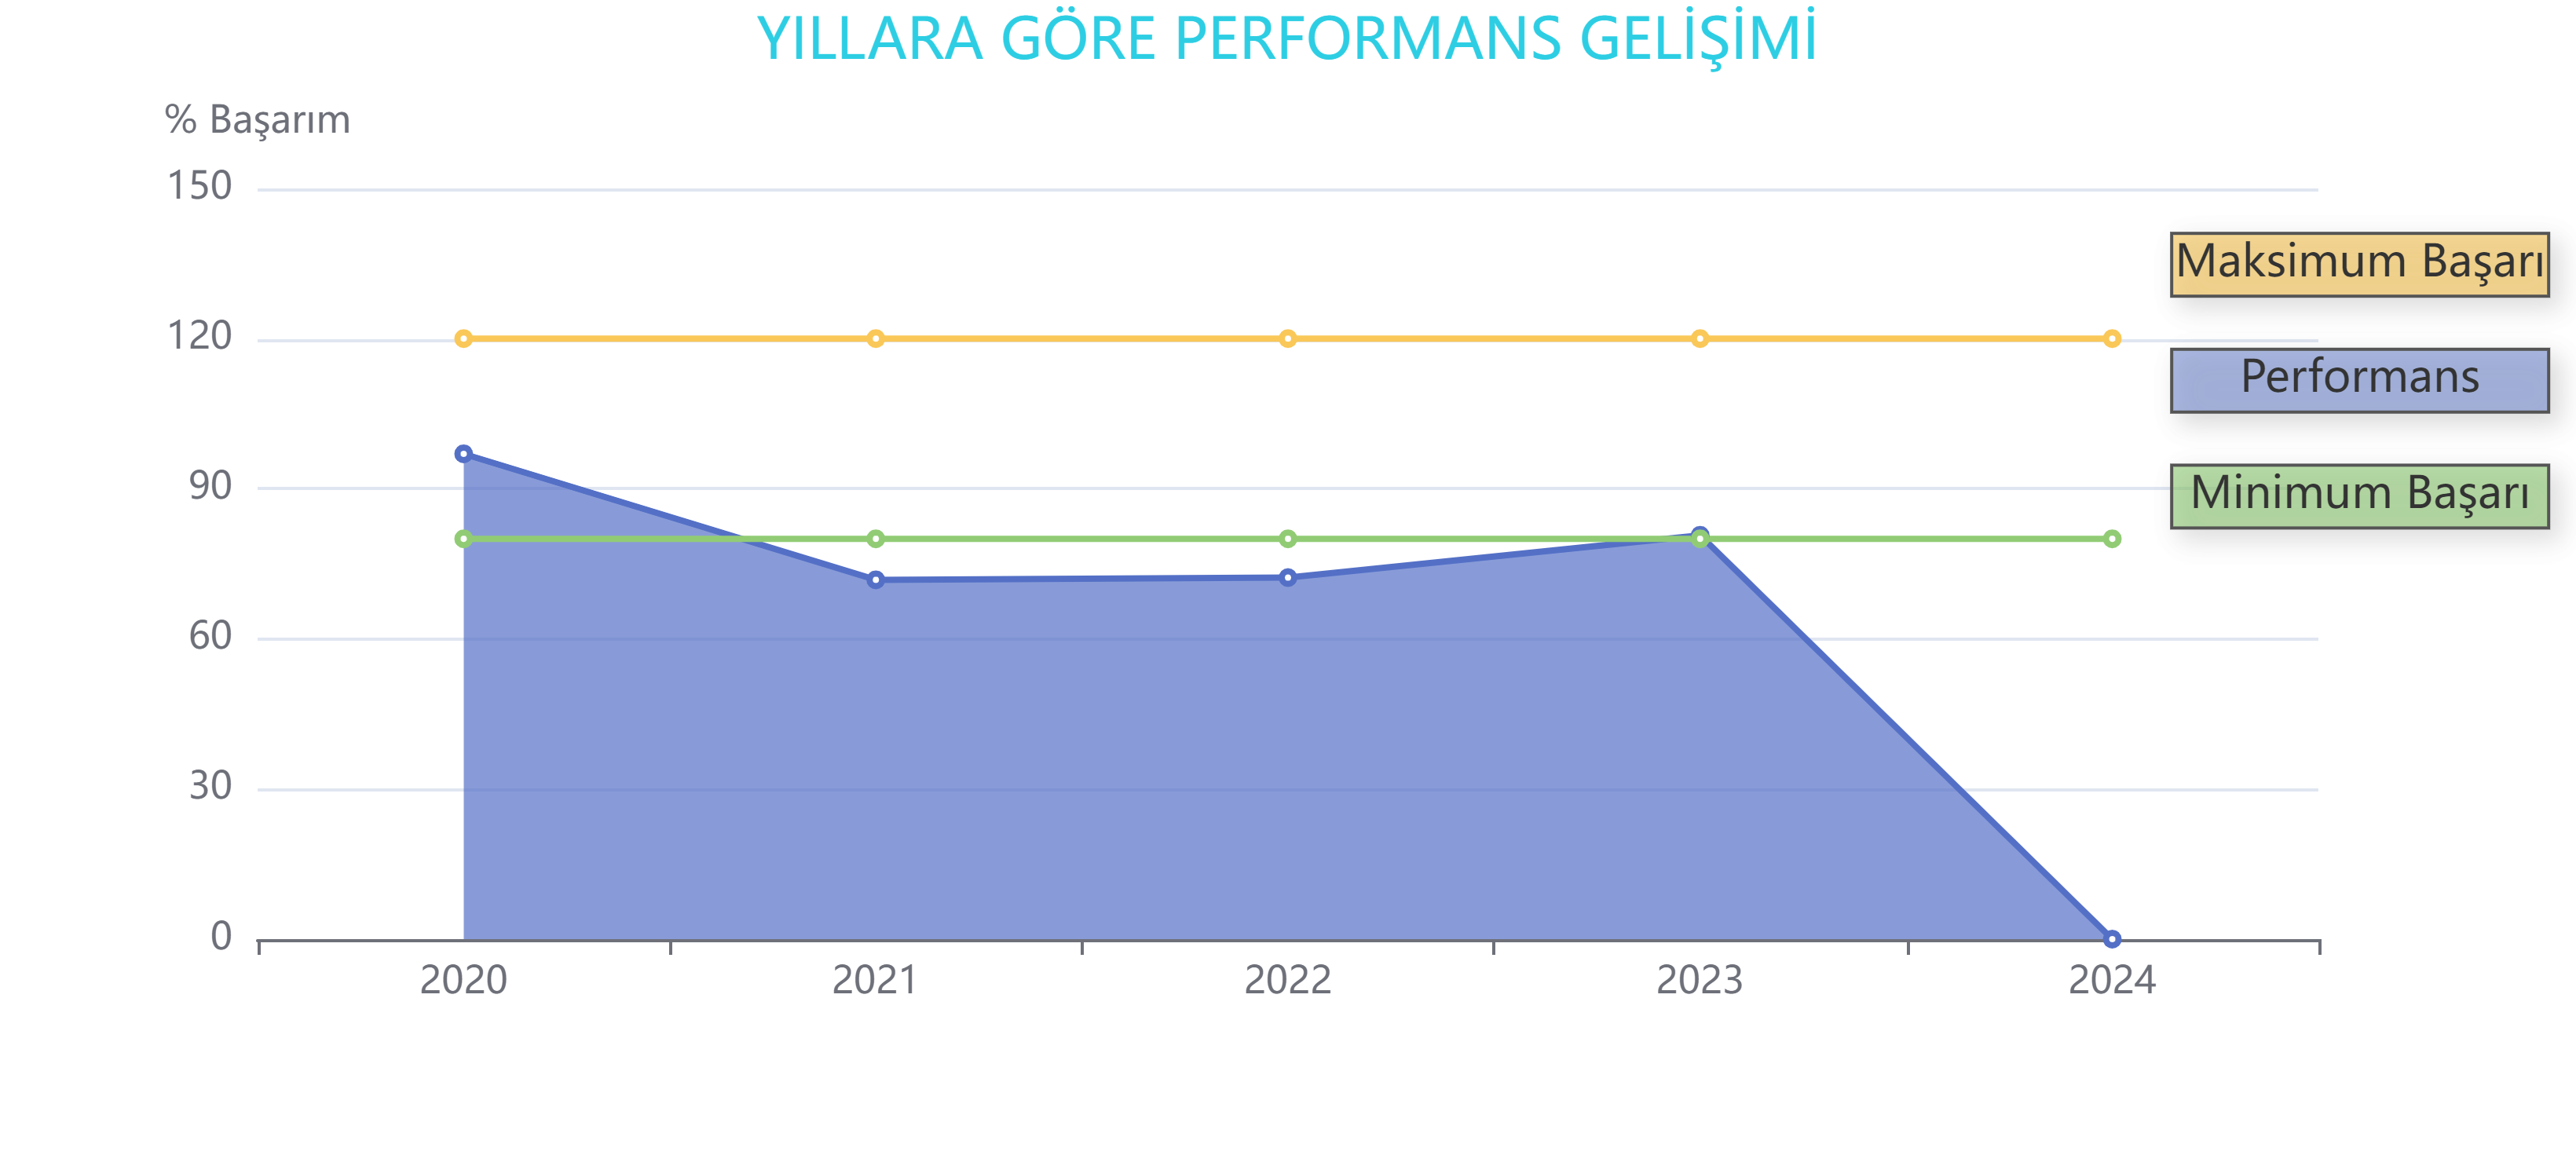 YILLARA GÖRE PERFORMANS GELİŞİMİ
% Başarım
150
120
90
60
30
0
2020 2021 2022 2023 2024
Maksimum Başarı
Performans
Minimum Başarı